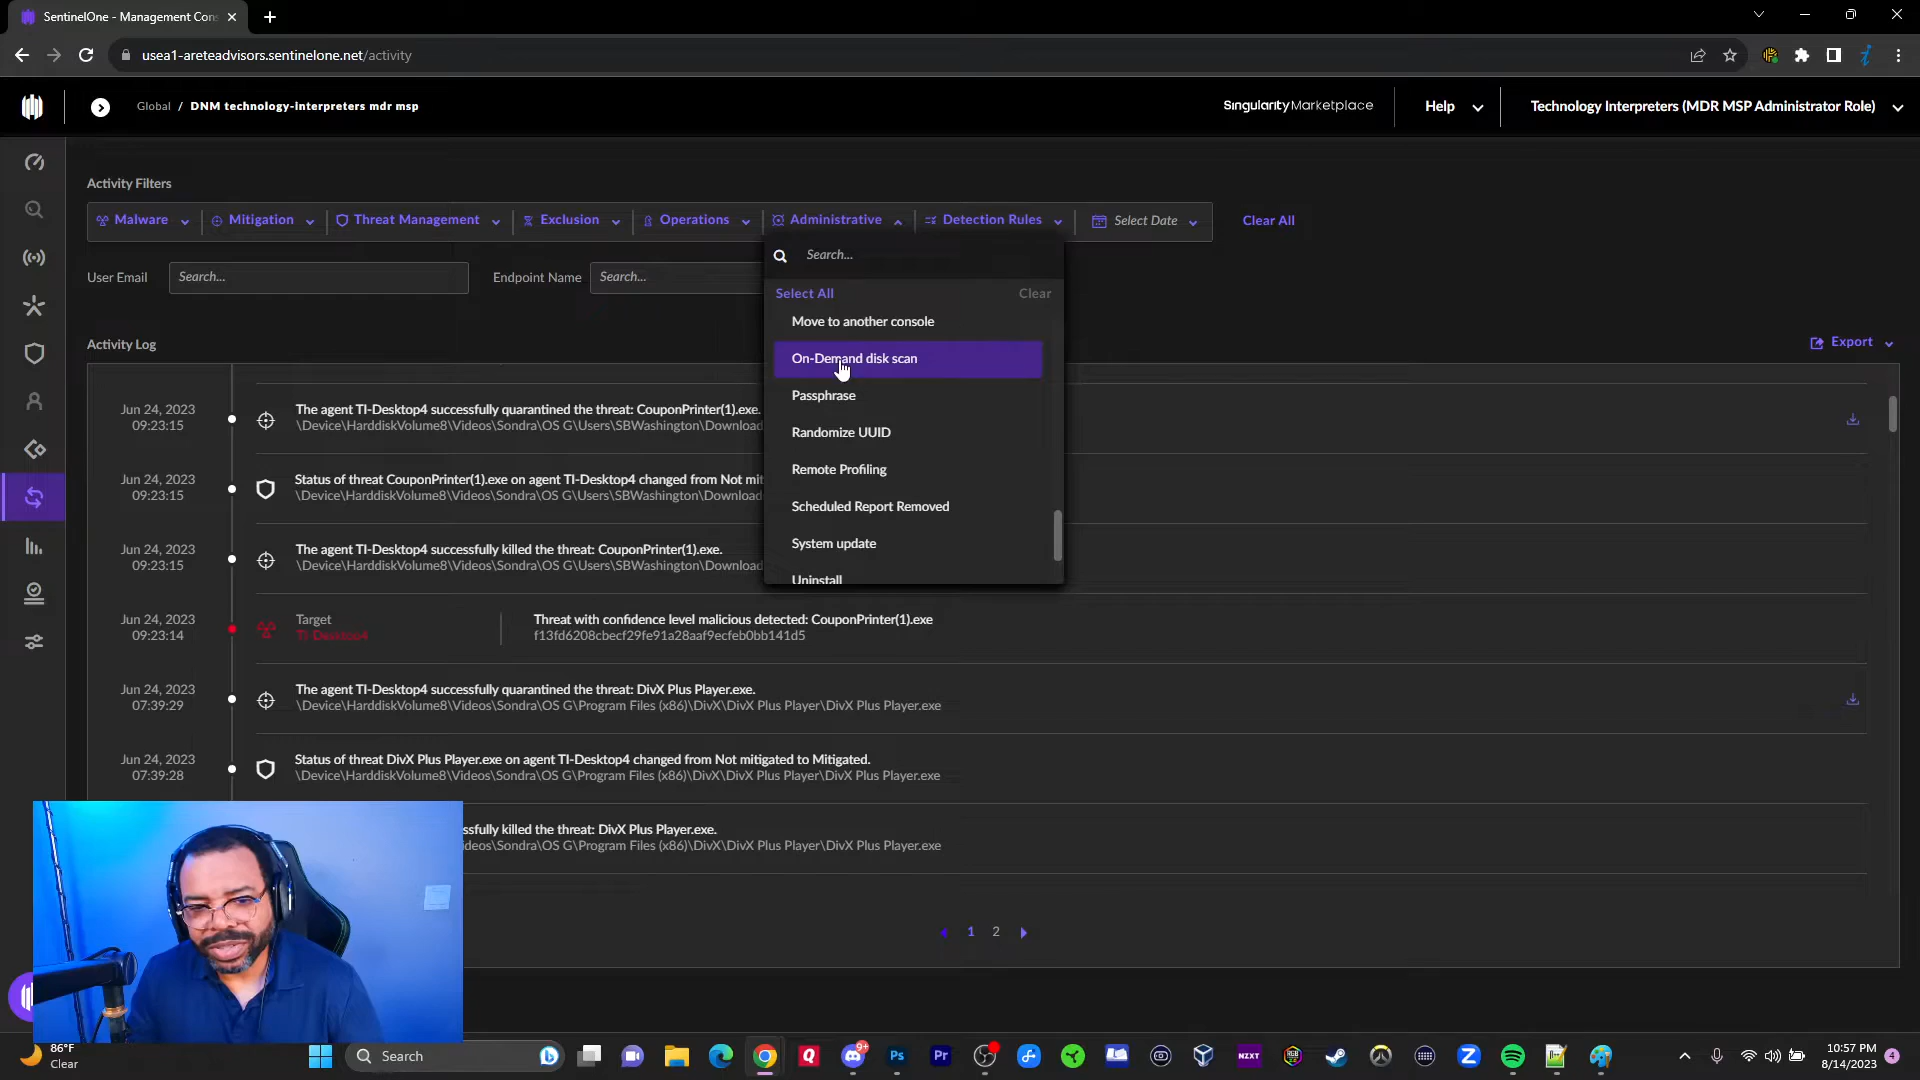 SentinelOne - Management Cons
usea1-areteadvisors.sentinelone.net/activity
Global / DNM technology-interpreters mdr msp
Singularity Marketplace
Help
Technology Interpreters (MDR MSP Administrator Role)
Activity Filters
Malware
Mitigation
Threat Management
Exclusion
Operations
Administrative
Detection Rules
Select Date
Clear All
User Email
Search...
Endpoint Name
Search...
Search...
Select All
Clear
Move to another console
On-Demand disk scan
Passphrase
Randomize UUID
Remote Profiling
Scheduled Report Removed
System update
Uninstall
Activity Log
Export
Jun 24, 2023
09:23:15
The agent TI-Desktop4 successfully quarantined the threat: CouponPrinter(1).exe.
\Device\HarddiskVolume8\Videos\Sondra\OS G\Users\SBWashington\Download
Jun 24, 2023
09:23:15
Status of threat CouponPrinter(1).exe on agent TI-Desktop4 changed from Not mit
\Device\HarddiskVolume8\Videos\Sondra\OS G\Users\SBWashington\Download
Jun 24, 2023
09:23:15
The agent TI-Desktop4 successfully killed the threat: CouponPrinter(1).exe.
\Device\HarddiskVolume8\Videos\Sondra\OS G\Users\SBWashington\Download
Jun 24, 2023
09:23:14
Target
TI-Desktop4
Threat with confidence level malicious detected: CouponPrinter(1).exe
f13fd6208cbecf29fe91a28aaf9ecfeb0bb141d5
Jun 24, 2023
07:39:29
The agent TI-Desktop4 successfully quarantined the threat: DivX Plus Player.exe.
\Device\HarddiskVolume8\Videos\Sondra\OS G\Program Files (x86)\DivX\DivX Plus Player\DivX Plus Player.exe
Jun 24, 2023
07:39:28
Status of threat DivX Plus Player.exe on agent TI-Desktop4 changed from Not mitigated to Mitigated.
\Device\HarddiskVolume8\Videos\Sondra\OS G\Program Files (x86)\DivX\DivX Plus Player\DivX Plus Player.exe
ssfully killed the threat: DivX Plus Player.exe.
ideos\Sondra\OS G\Program Files (x86)\DivX\DivX Plus Player\DivX Plus Player.exe
1 2
86°F
Clear
Search
9+
Ps
Pr
NZXT
10:57 PM
8/14/2023
4